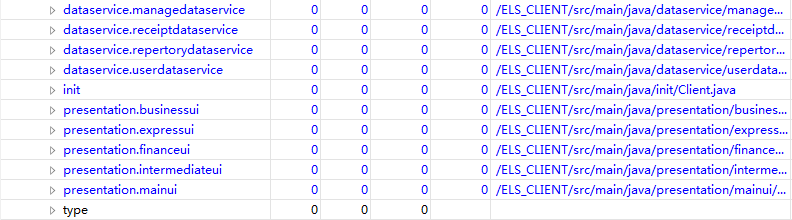 dataservice.managedataservice 0 0 0 0 /ELS_CLIENT/src/main/java/dataservice/manage...
dataservice.receiptdataservice 0 0 0 0 /ELS_CLIENT/src/main/java/dataservice/receiptd...
dataservice.repertorydataservice 0 0 0 0 /ELS_CLIENT/src/main/java/dataservice/repertor...
dataservice.userdataservice 0 0 0 0 /ELS_CLIENT/src/main/java/dataservice/userdata...
init 0 0 0 0 /ELS_CLIENT/src/main/java/init/Client.java
presentation.businessui 0 0 0 0 /ELS_CLIENT/src/main/java/presentation/busines...
presentation.expressui 0 0 0 0 /ELS_CLIENT/src/main/java/presentation/express...
presentation.financeui 0 0 0 0 /ELS_CLIENT/src/main/java/presentation/finance...
presentation.intermediateui 0 0 0 0 /ELS_CLIENT/src/main/java/presentation/interme...
presentation.mainui 0 0 0 0 /ELS_CLIENT/src/main/java/presentation/mainui/...
type 0 0 0